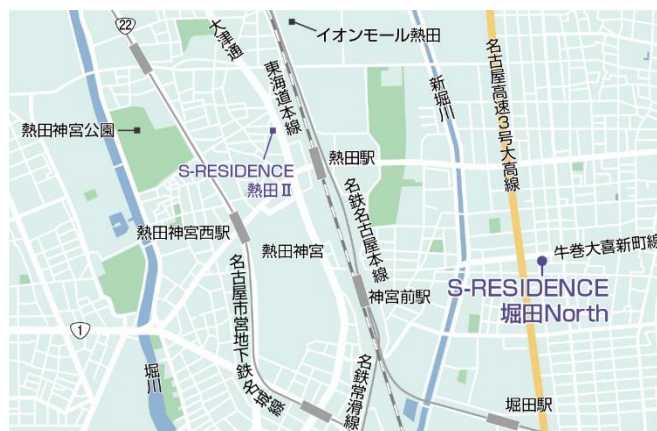 22
大津通
イオンモール熱田
東海道本線
新堀川
名古屋高速3号大高線
熱田神宮公園
S-RESIDENCE
熱田Ⅱ
熱田駅
熱田神宮西駅
熱田神宮
名鉄名古屋本線
牛巻大喜新町線
神宮前駅
S-RESIDENCE
堀田North
1
名古屋市営地下鉄名城線
堀川
名鉄常滑線
堀田駅